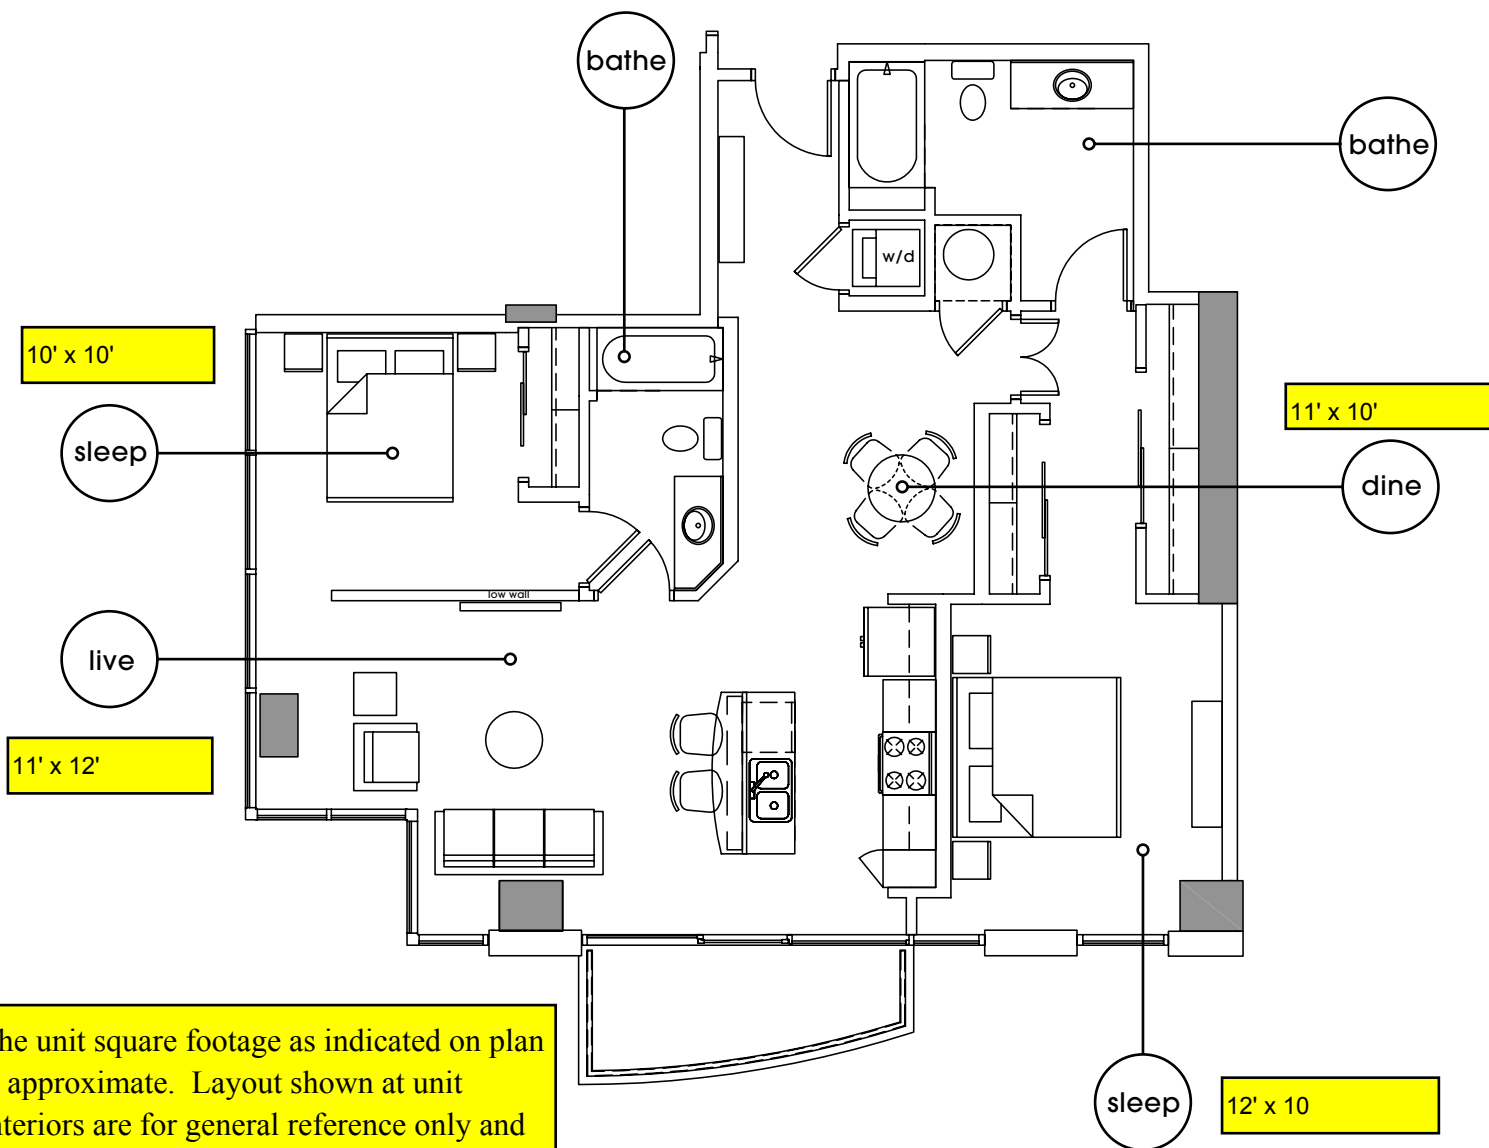 bathe
bathe
w/d
10' x 10'
sleep
11' x 10'
dine
low wall
live
11' x 12'
he unit square footage as indicated on plan
approximate.  Layout shown at unit
nteriors are for general reference only and
sleep
12' x 10